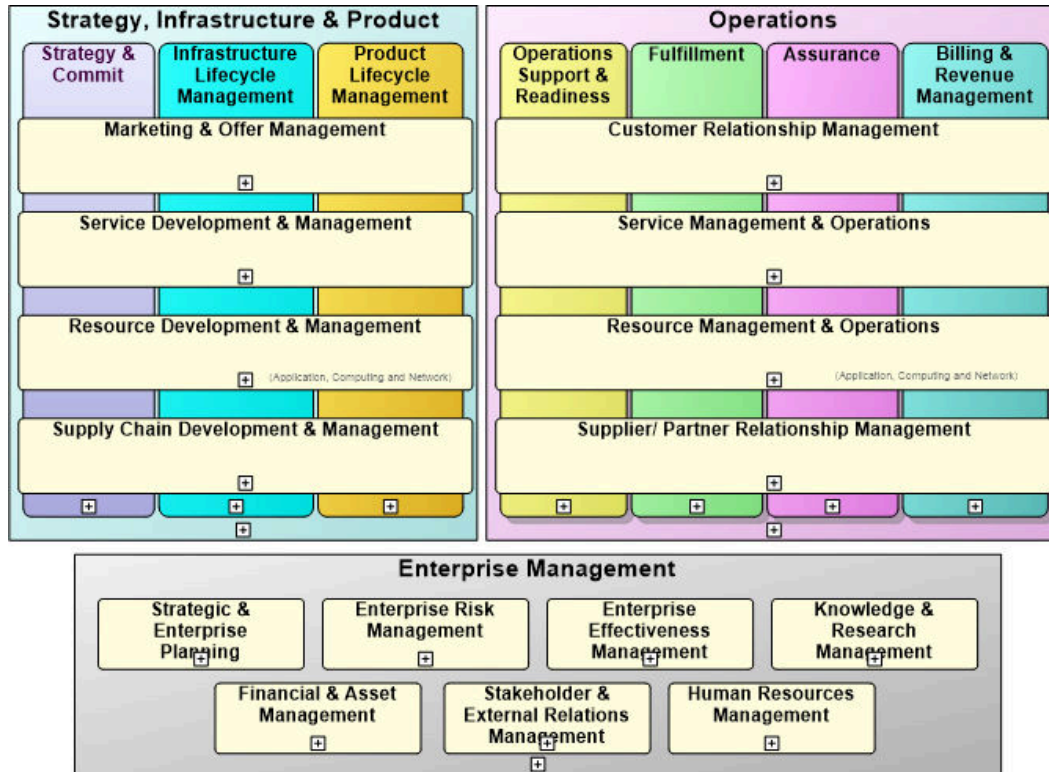 Strategy, Infrastructure & Product
Strategy &
Commit
Infrastructure
Lifecycle
Management
Product
Lifecycle
Management
Marketing & Offer Management
Service Development & Management
Resource Development & Management
(Application, Computing and Network)
Supply Chain Development & Management
Operations
Operations
Support &
Readiness
Fulfillment
Assurance
Billing &
Revenue
Management
Customer Relationship Management
Service Management & Operations
Resource Management & Operations
(Application, Computing and Network)
Supplier/ Partner Relationship Management
Enterprise Management
Strategic &
Enterprise
Planning
Enterprise Risk
Management
Enterprise
Effectiveness
Management
Knowledge &
Research
Management
Financial & Asset
Management
Stakeholder &
External Relations
Management
Human Resources
Management